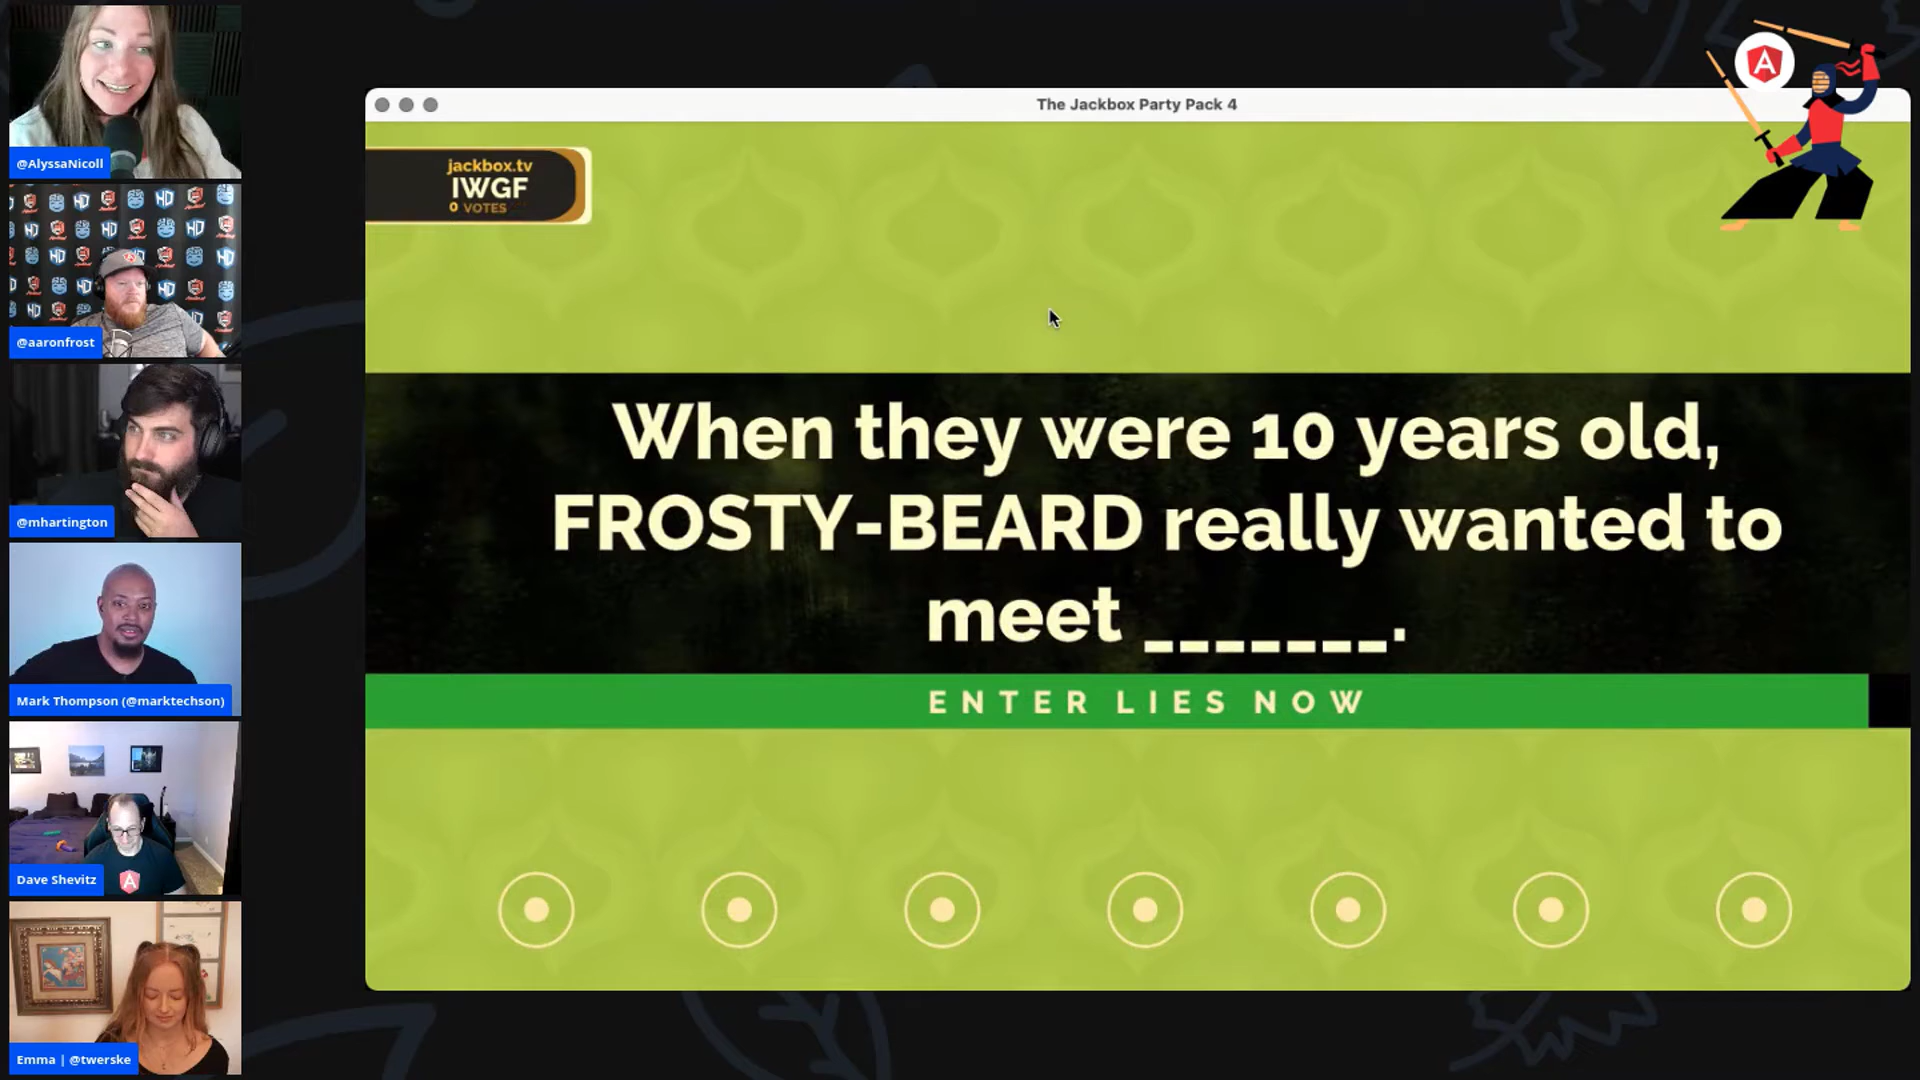 @AlyssaNicoll
@aaronfrost
@mhartington
Mark Thompson (@marktechson)
Dave Shevitz
Emma | @twerske
The Jackbox Party Pack 4
jackbox.tv
IWGF
0 VOTES
When they were 10 years old,
FROSTY-BEARD really wanted to
meet _______.
ENTER LIES NOW
A
HD